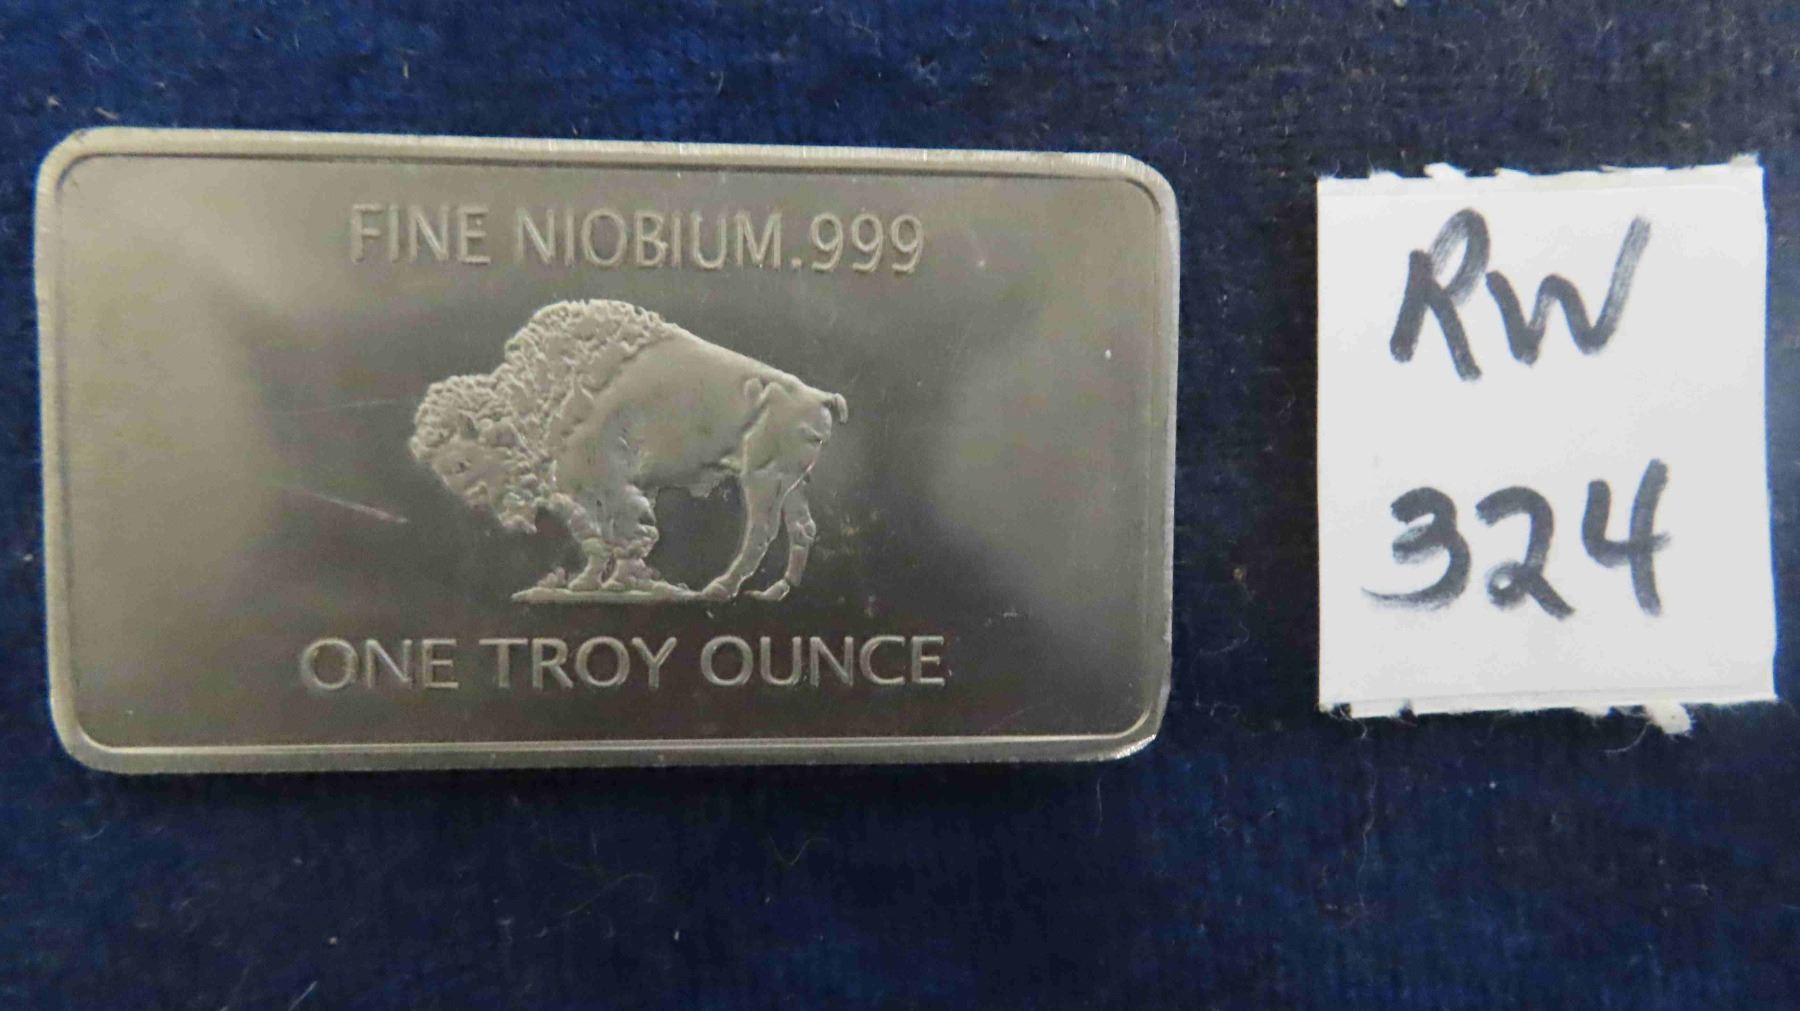 FINE NIOBIUM .999
ONE TROY OUNCE
RW
324